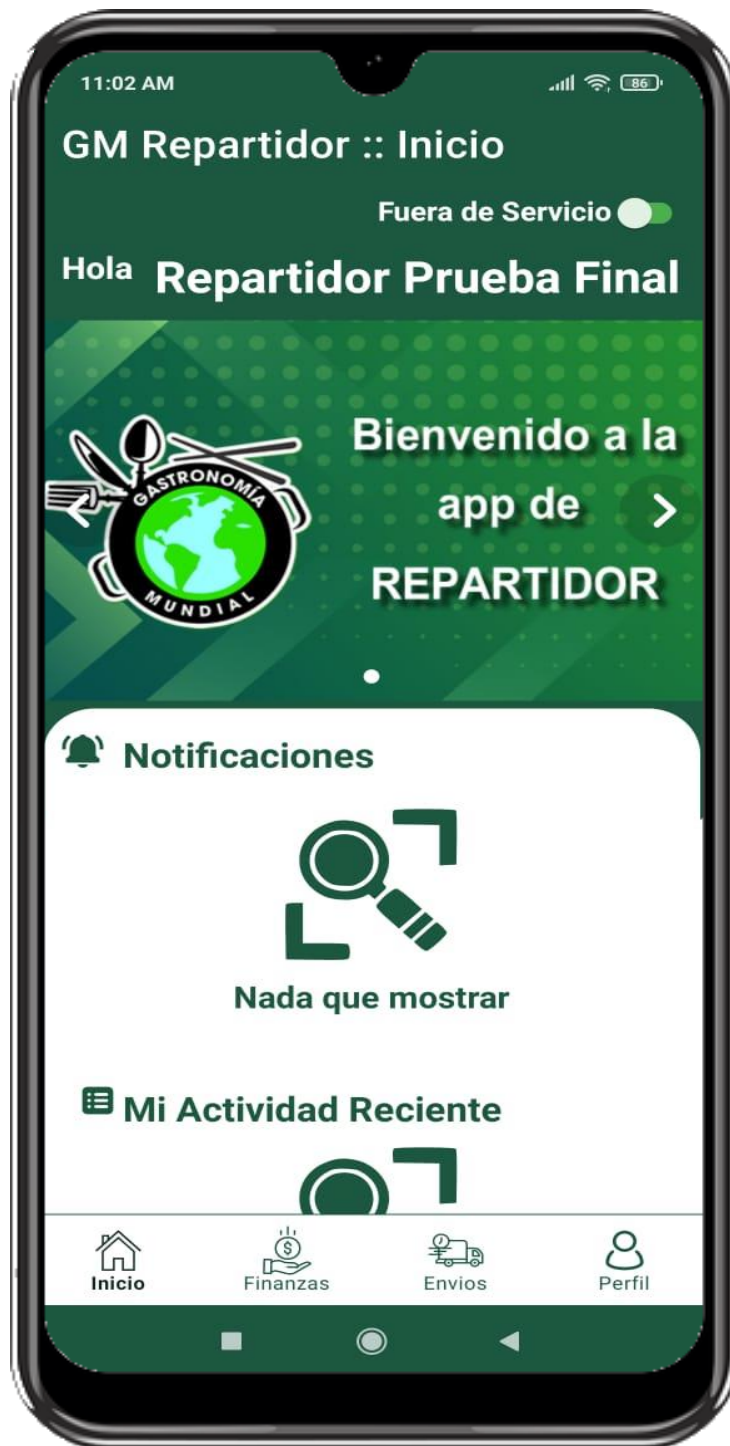 11:02 AM
86
GM Repartidor :: Inicio
Fuera de Servicio
Hola Repartidor Prueba Final
GASTRONOMÍA
MUNDIAL
Bienvenido a la
app de
REPARTIDOR
Notificaciones
Nada que mostrar
Mi Actividad Reciente
Inicio
Finanzas
Envios
Perfil